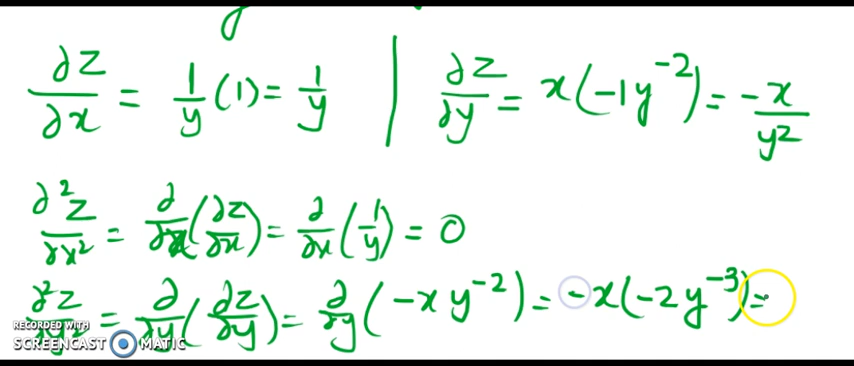 ∂z/∂x = 1/y (1) = 1/y | ∂z/∂y = x(-1y⁻²) = -x/y²
∂²z/∂x² = ∂/∂x (∂z/∂x) = ∂/∂x (1/y) = 0
∂²z/∂y² = ∂/∂y (∂z/∂y) = ∂/∂y (-xy⁻²) = -x(-2y⁻³) =
RECORDED WITH
SCREENCAST MATIC